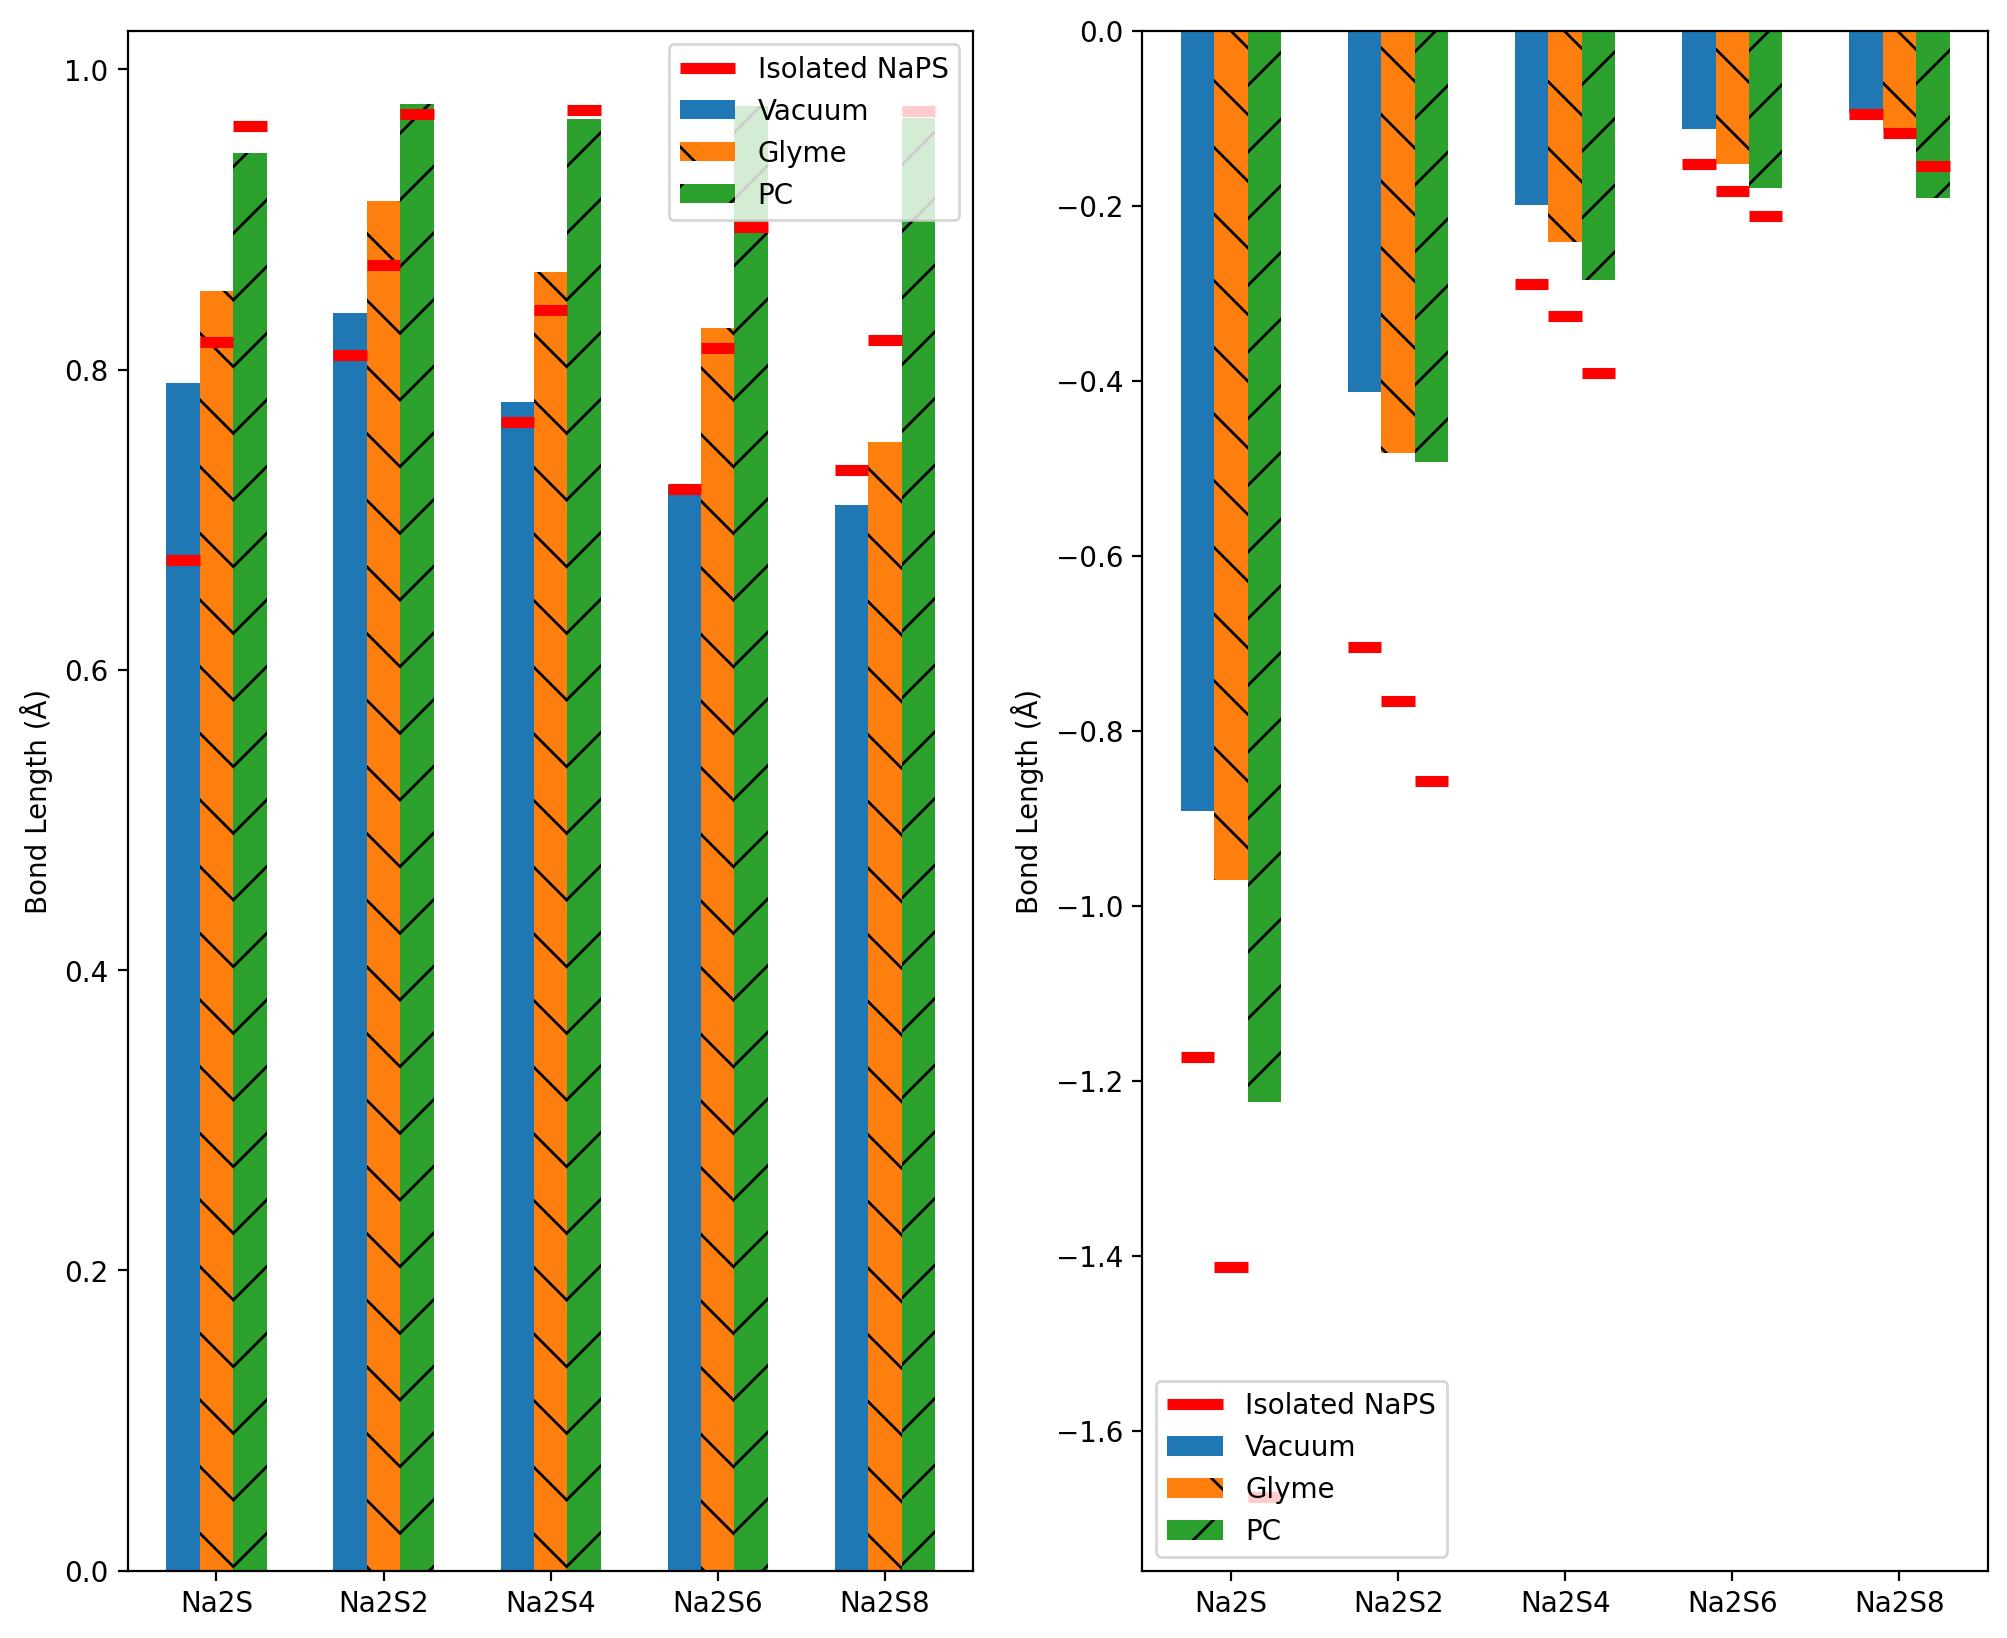 Bond Length (Å)
1.0
0.8
0.6
0.4
0.2
0.0
Isolated NaPS
Vacuum
Glyme
PC
Na2S Na2S2 Na2S4 Na2S6 Na2S8
Bond Length (Å)
0.0
−0.2
−0.4
−0.6
−0.8
−1.0
−1.2
−1.4
−1.6
Isolated NaPS
Vacuum
Glyme
PC
Na2S Na2S2 Na2S4 Na2S6 Na2S8